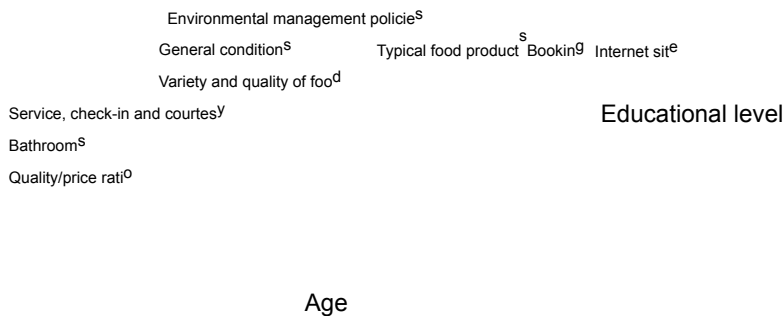 Environmental management policies
General conditions Typical food products Booking Internet site
Variety and quality of food
Service, check-in and courtesy Educational level
Bathrooms
Quality/price ratio
Age